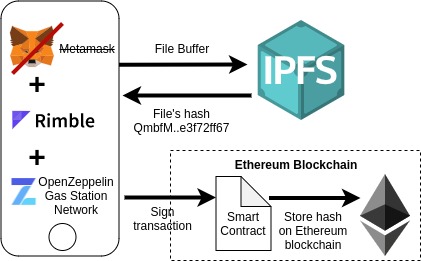 Metamask
+
Rimble
+
OpenZeppelin
Gas Station
Network
File Buffer
IPFS
File's hash
QmbfM..e3f72ff67
Sign
transaction
Ethereum Blockchain
Smart
Contract
Store hash
on Ethereum
blockchain